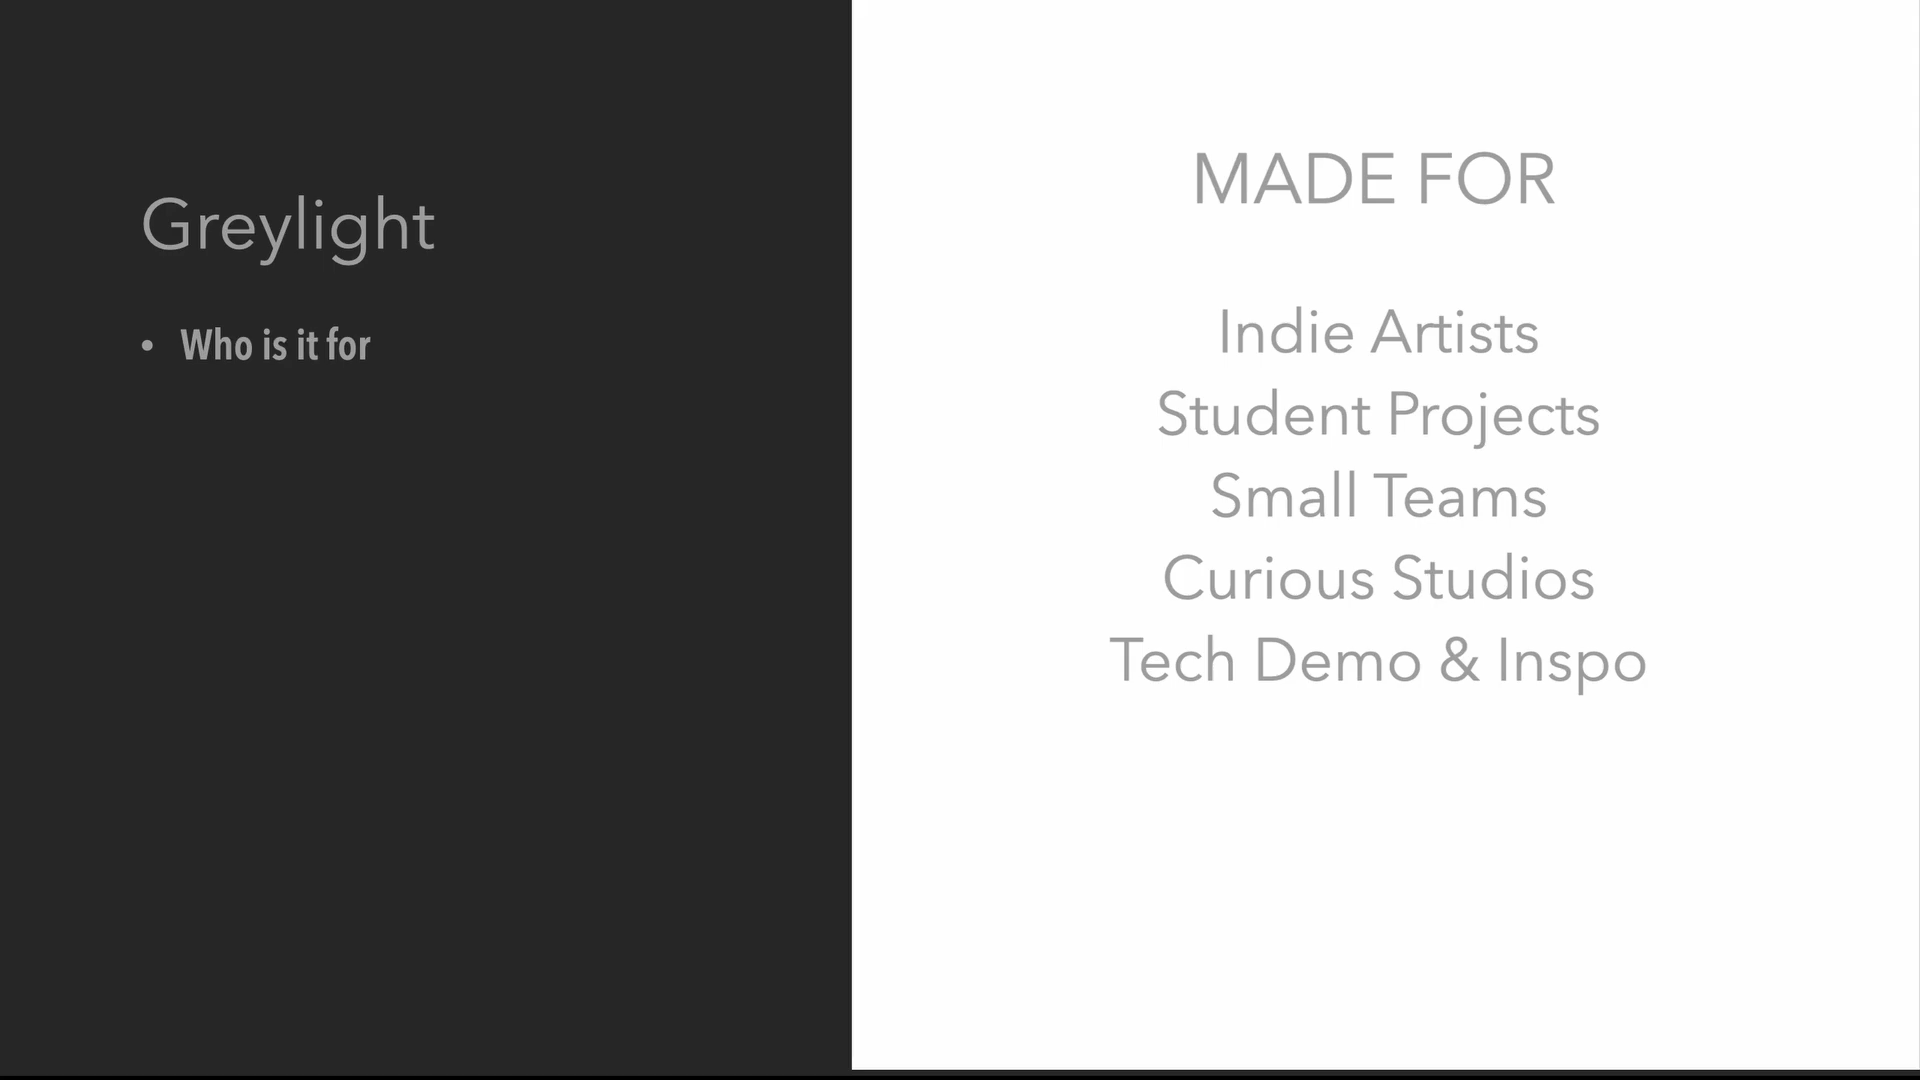 Greylight
• Who is it for
MADE FOR
Indie Artists
Student Projects
Small Teams
Curious Studios
Tech Demo & Inspo